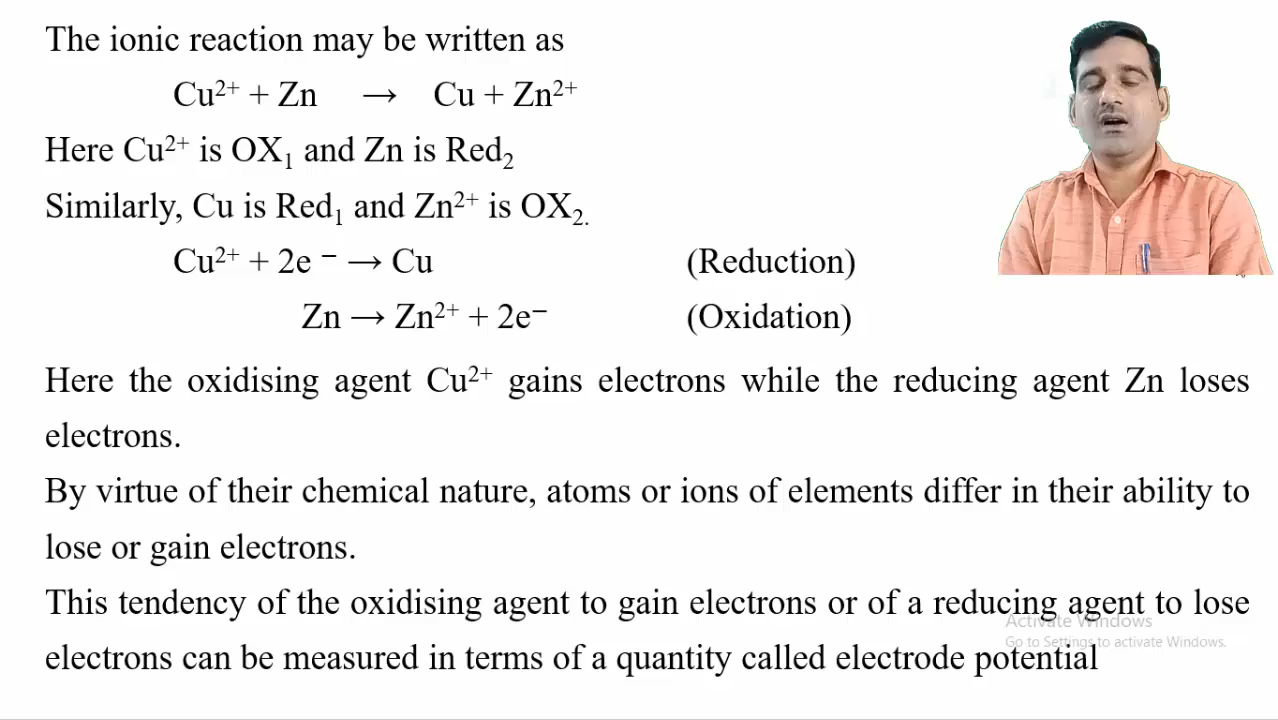 The ionic reaction may be written as
Cu²⁺ + Zn → Cu + Zn²⁺
Here Cu²⁺ is OX₁ and Zn is Red₂
Similarly, Cu is Red₁ and Zn²⁺ is OX₂.
Cu²⁺ + 2e ⁻ → Cu (Reduction)
Zn → Zn²⁺ + 2e⁻ (Oxidation)
Here the oxidising agent Cu²⁺ gains electrons while the reducing agent Zn loses
electrons.
By virtue of their chemical nature, atoms or ions of elements differ in their ability to
lose or gain electrons.
This tendency of the oxidising agent to gain electrons or of a reducing agent to lose
Activate Windows
Go to Settings to activate Windows.
electrons can be measured in terms of a quantity called electrode potential